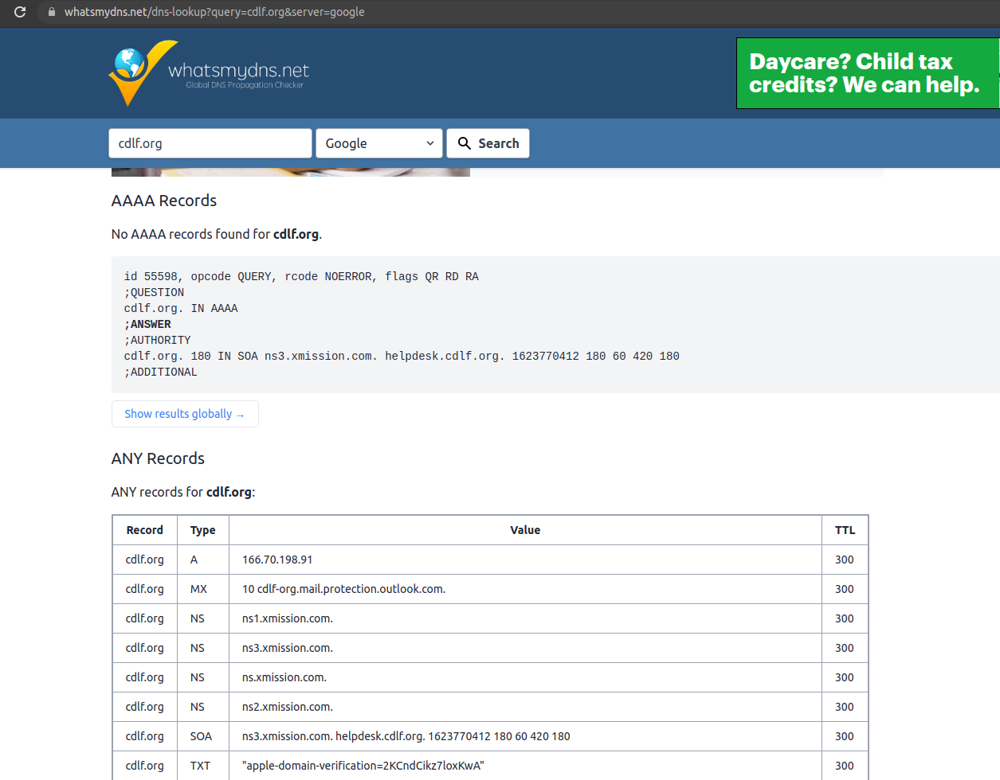 whatsmydns.net/dns-lookup?query=cdlf.org&server=google
whatsmydns.net
Global DNS Propagation Checker
Daycare? Child tax
credits? We can help.
cdlf.org Google Search
AAAA Records
No AAAA records found for cdlf.org.
id 55598, opcode QUERY, rcode NOERROR, flags QR RD RA
;QUESTION
cdlf.org. IN AAAA
;ANSWER
;AUTHORITY
cdlf.org. 180 IN SOA ns3.xmission.com. helpdesk.cdlf.org. 1623770412 180 60 420 180
;ADDITIONAL
Show results globally →
ANY Records
ANY records for cdlf.org:
Record Type Value TTL
cdlf.org A 166.70.198.91 300
cdlf.org MX 10 cdlf-org.mail.protection.outlook.com. 300
cdlf.org NS ns1.xmission.com. 300
cdlf.org NS ns3.xmission.com. 300
cdlf.org NS ns.xmission.com. 300
cdlf.org NS ns2.xmission.com. 300
cdlf.org SOA ns3.xmission.com. helpdesk.cdlf.org. 1623770412 180 60 420 180 300
cdlf.org TXT "apple-domain-verification=2KCndCikz7loxKwA" 300